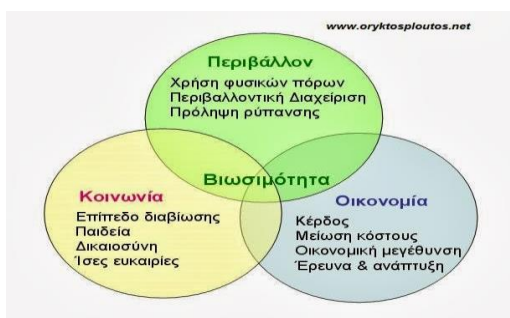 www.oryktosploutos.net
Περιβάλλον
Χρήση φυσικών πόρων
Περιβαλλοντική Διαχείριση
Πρόληψη ρύπανσης
Βιωσιμότητα
Κοινωνία
Επίπεδο διαβίωσης
Παιδεία
Δικαιοσύνη
Ίσες ευκαιρίες
Οικονομία
Κέρδος
Μείωση κόστους
Οικονομική μεγέθυνση
Έρευνα & ανάπτυξη